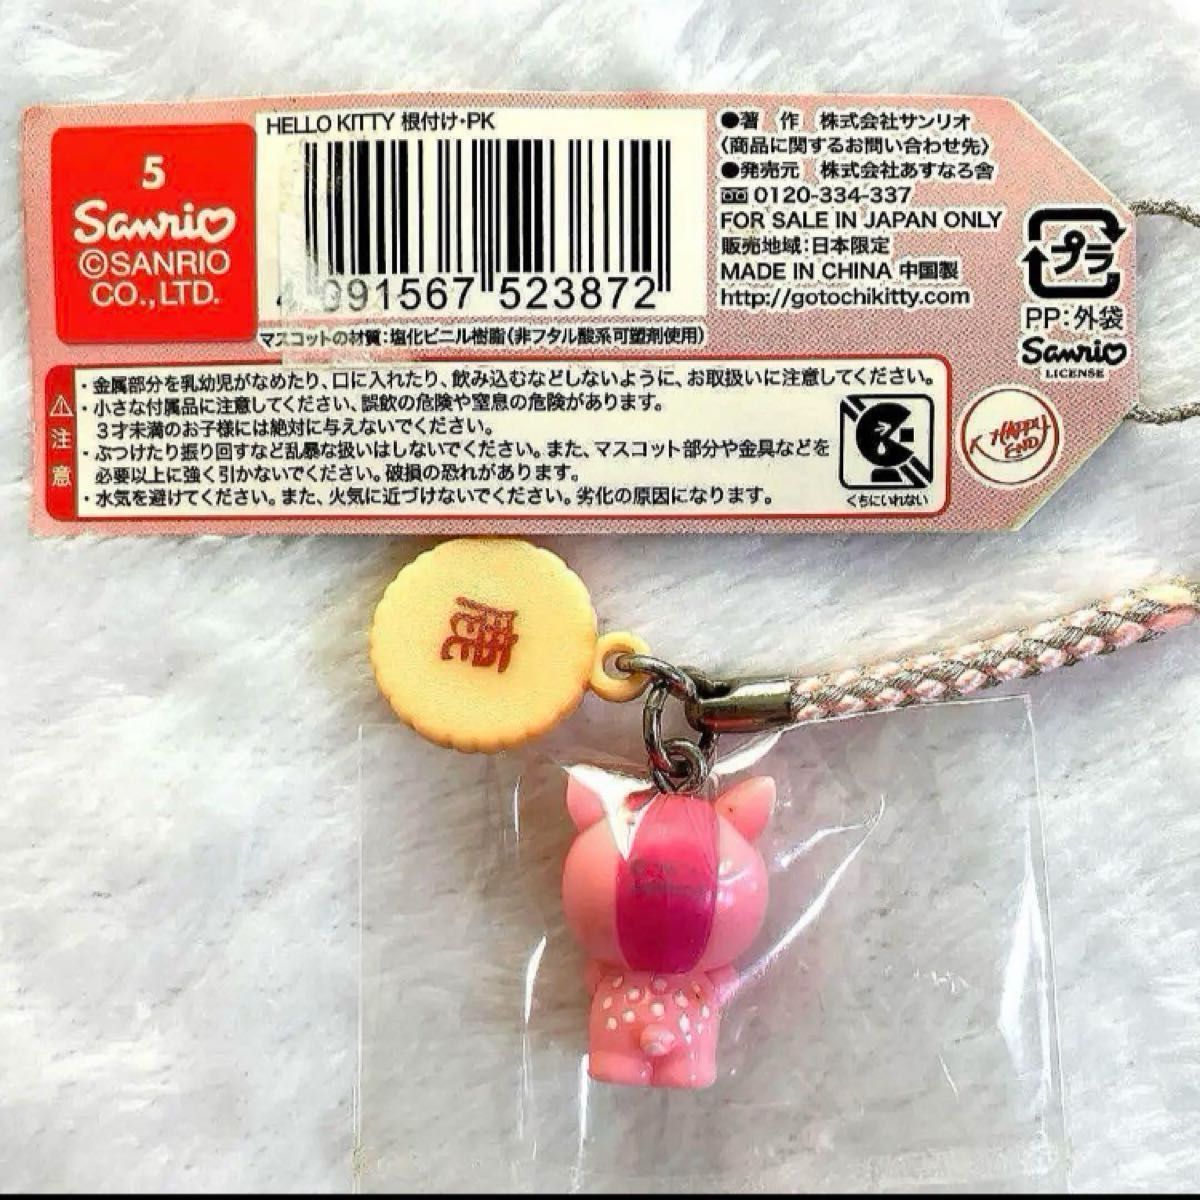 5
Sanrio
©SANRIO
CO., LTD.
HELLO KITTY 根付け・PK
4 991567 523872
マスコットの材質：塩化ビニル樹脂（非フタル酸系可塑剤使用）
●著　作　株式会社サンリオ
〈商品に関するお問い合わせ先〉
●発売元　株式会社あすなろ舎
0120-334-337
FOR SALE IN JAPAN ONLY
販売地域：日本限定
MADE IN CHINA 中国製
http://gotochikitty.com
プラ
PP：外袋
Sanrio
LICENSE
注意
・金属部分を乳幼児がなめたり、口に入れたり、飲み込むなどしないように、お取扱いに注意してください。
・小さな付属品に注意してください、誤飲の危険や窒息の危険があります。
３才未満のお子様には絶対に与えないでください。
・ぶつけたり振り回すなど乱暴な扱いはしないでください。また、マスコット部分や金具などを
必要以上に強く引かないでください。破損の恐れがあります。
・水気を避けてください。また、火気に近づけないでください。劣化の原因になります。
くちにいれない
HAPPY
END